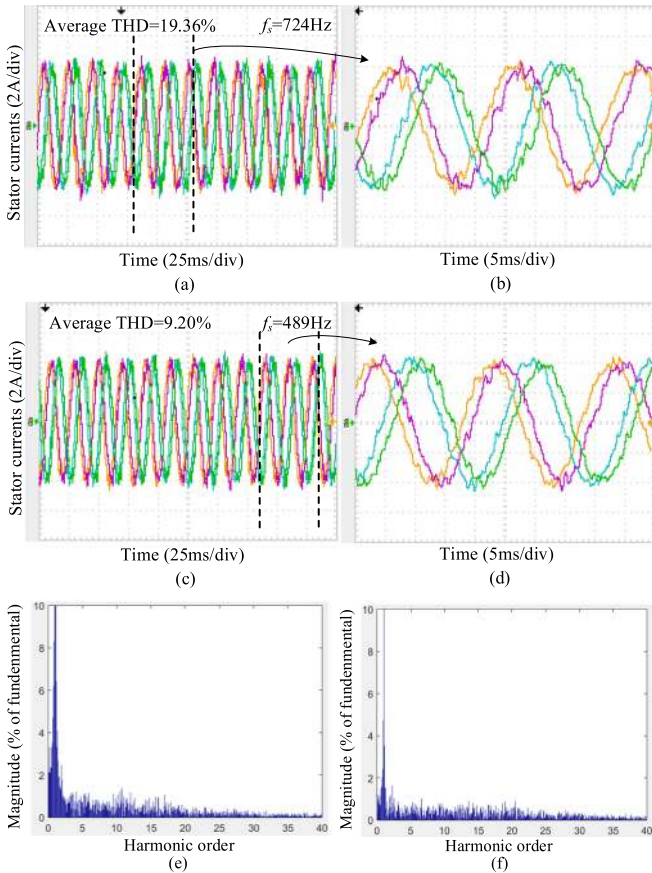 Average THD=19.36% fs=724Hz
Stator currents (2A/div)
Time (25ms/div)
Time (5ms/div)
(a)
(b)
Average THD=9.20% fs=489Hz
Stator currents (2A/div)
Time (25ms/div)
Time (5ms/div)
(c)
(d)
Magnitude (% of fundenmental)
10
8
6
4
2
0
0 5 10 15 20 25 30 35 40
Harmonic order
(e)
Magnitude (% of fundenmental)
10
8
6
4
2
0
0 5 10 15 20 25 30 35 40
Harmonic order
(f)